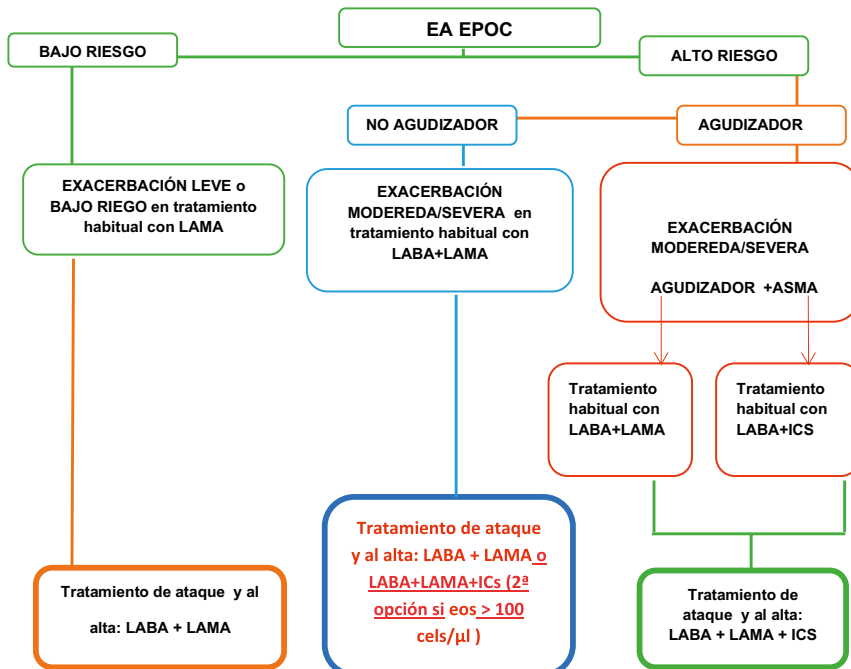 EA EPOC
BAJO RIESGO
ALTO RIESGO
NO AGUDIZADOR
AGUDIZADOR
EXACERBACIÓN LEVE o
BAJO RIEGO en tratamiento
habitual con LAMA
EXACERBACIÓN
MODEREDA/SEVERA en
tratamiento habitual con
LABA+LAMA
EXACERBACIÓN
MODEREDA/SEVERA
AGUDIZADOR +ASMA
Tratamiento
habitual con
LABA+LAMA
Tratamiento
habitual con
LABA+ICS
Tratamiento de ataque y al
alta: LABA + LAMA
Tratamiento de ataque
y al alta: LABA + LAMA o
LABA+LAMA+ICs (2ª
opción si eos > 100
cels/µl )
Tratamiento de
ataque y al alta:
LABA + LAMA + ICS